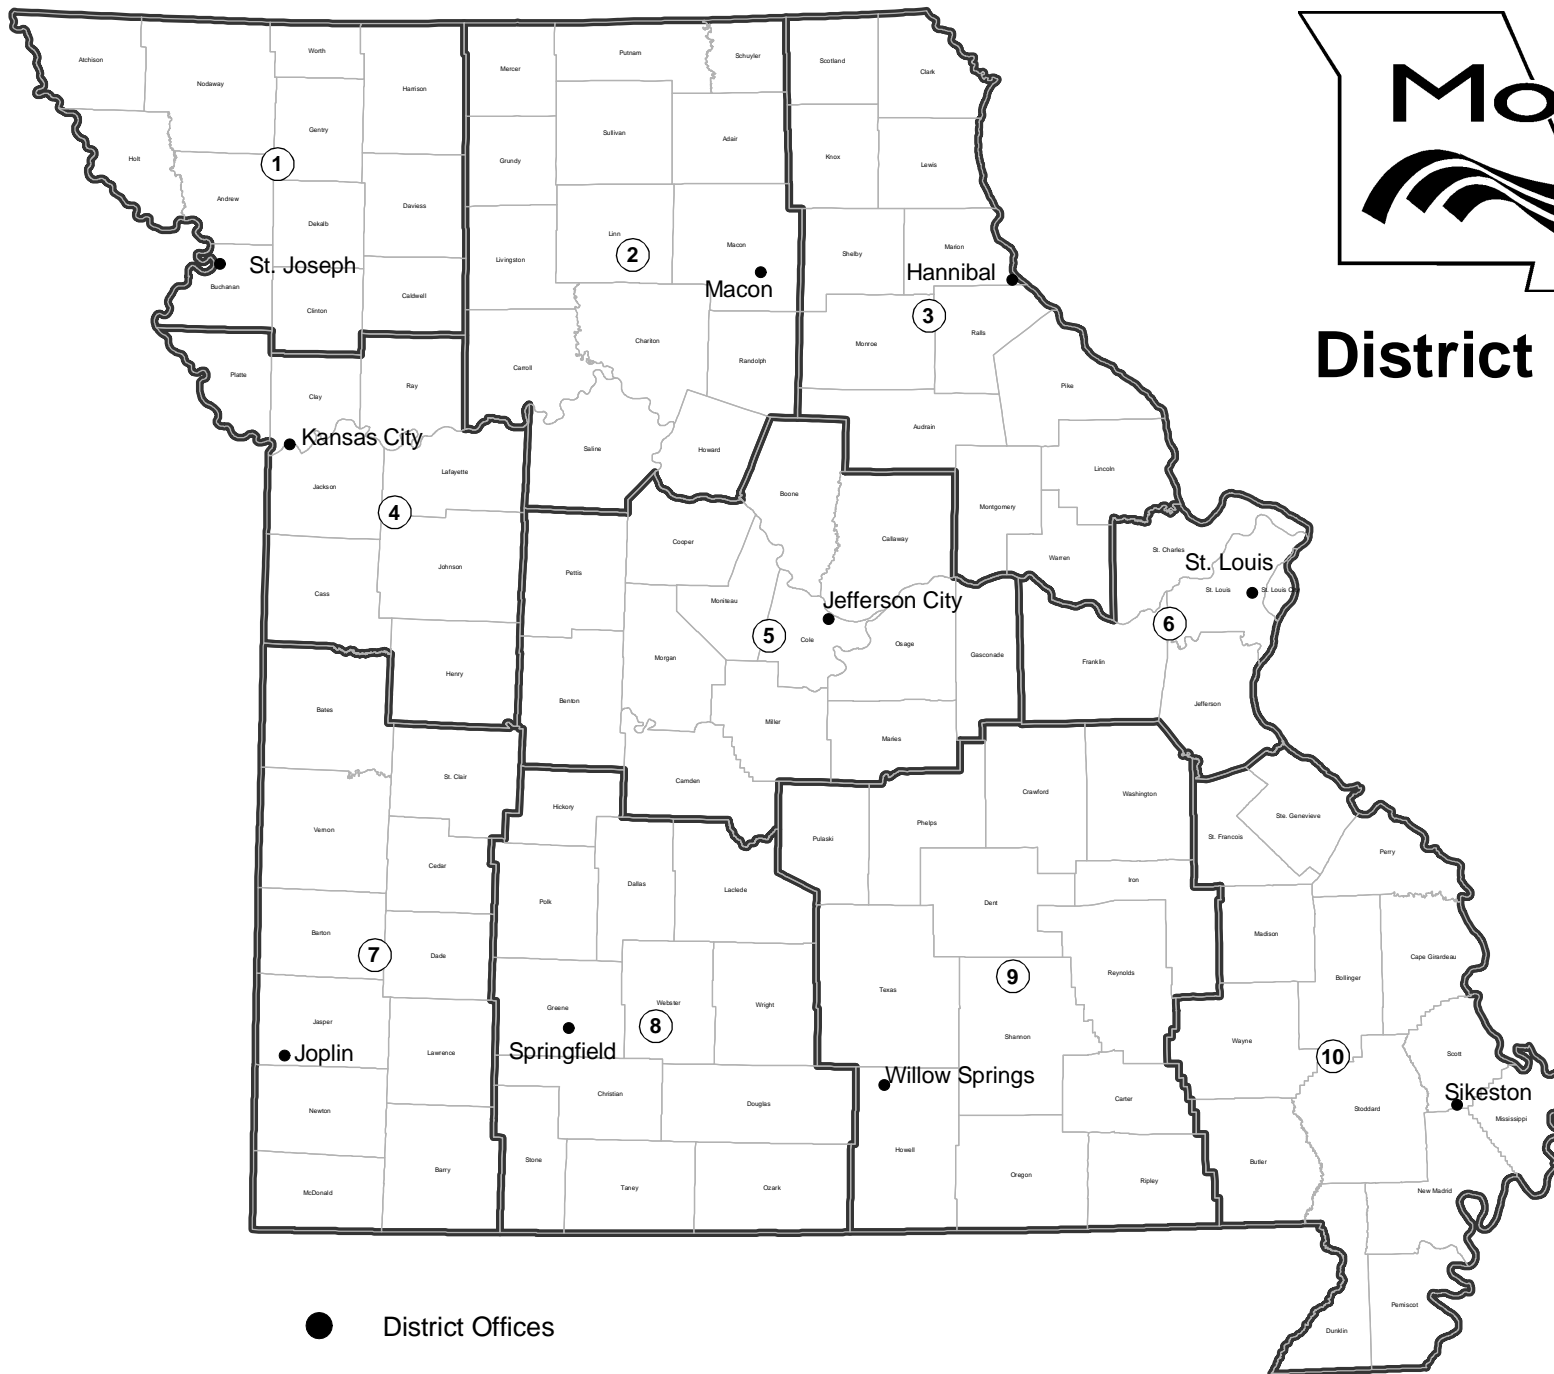 Mo
District
Atchison
Nodaway
Worth
Harrison
Mercer
Putnam
Schuyler
Scotland
Clark
Gentry
Sullivan
Adair
Holt
1
Grundy
Knox
Lewis
Andrew
Daviess
Dekalb
Linn
2
Macon
Shelby
Marion
St. Joseph
Livingston
Macon
Hannibal
Buchanan
Clinton
Caldwell
3
Ralls
Chariton
Monroe
Platte
Clay
Ray
Carroll
Randolph
Pike
Kansas City
Saline
Howard
Audrain
Jackson
Lafayette
Lincoln
4
Boone
Montgomery
Cooper
Callaway
Johnson
Pettis
Warren
St. Charles
St. Louis
St. Louis
St. Louis
Cass
Moniteau
Jefferson City
5
Cole
Osage
Gasconade
6
Henry
Morgan
Franklin
Benton
Jefferson
Bates
Miller
Maries
St. Clair
Camden
Crawford
Washington
Hickory
Phelps
Pulaski
Ste. Genevieve
St. Francois
Vernon
Perry
Cedar
Dallas
Laclede
Iron
Polk
Dent
Barton
Madison
7
Dade
Reynolds
Bollinger
Cape Girardeau
9
Texas
Jasper
Greene
Webster
Wright
8
Shannon
Wayne
Joplin
Lawrence
Springfield
10
Scott
Willow Springs
Sikeston
Newton
Christian
Douglas
Carter
Stoddard
Mississippi
Howell
Barry
Stone
Taney
Ozark
Oregon
Ripley
Butler
New Madrid
McDonald
Pemiscot
Dunklin
District Offices